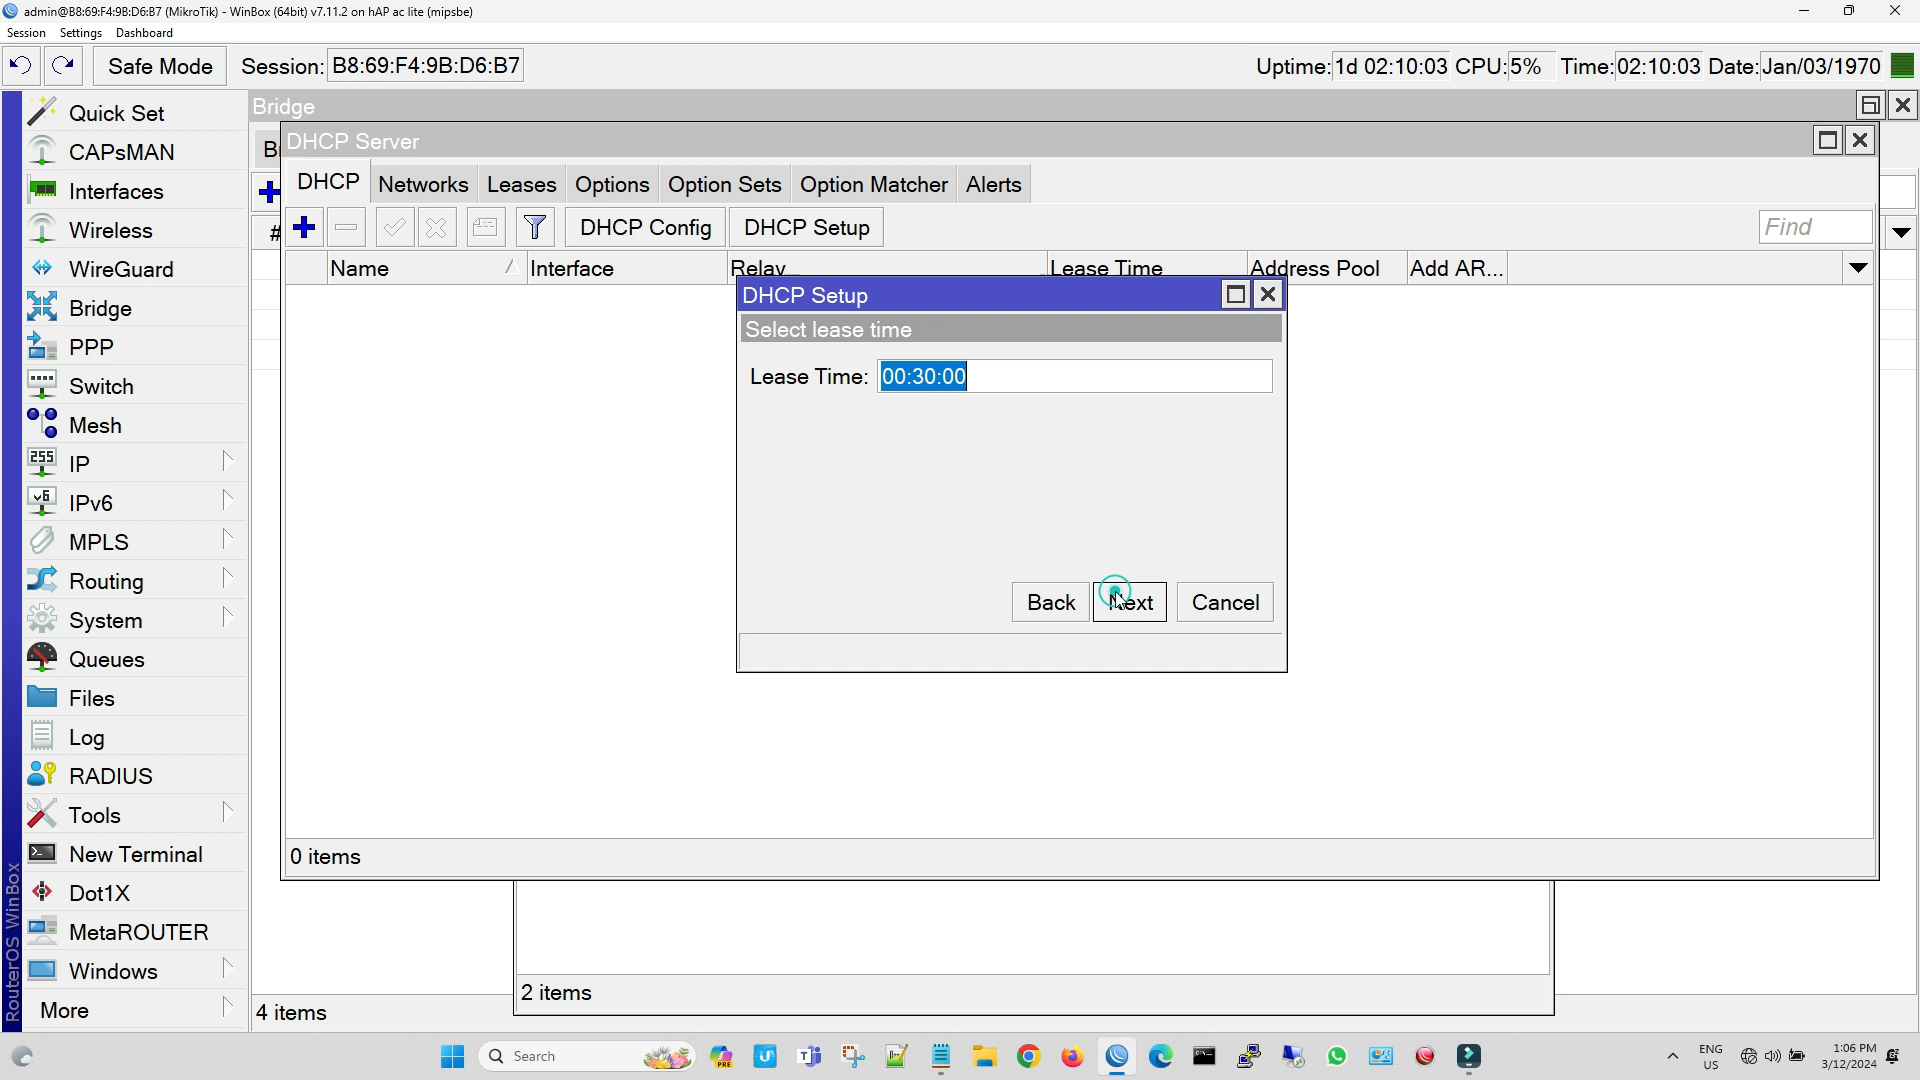 admin@B8:69:F4:9B:D6:B7 (MikroTik) - WinBox (64bit) v7.11.2 on hAP ac lite (mipsbe)
Session Settings Dashboard
Safe Mode Session: B8:69:F4:9B:D6:B7 Uptime: 1d 02:10:03 CPU: 5% Time: 02:10:03 Date: Jan/03/1970
Quick Set
CAPsMAN
Interfaces
Wireless
WireGuard
Bridge
PPP
Switch
Mesh
255 IP
v6 IPv6
MPLS
Routing
System
Queues
Files
Log
RADIUS
Tools
New Terminal
Dot1X
MetaROUTER
Windows
More
RouterOS WinBox
Bridge
#
4 items
2 items
DHCP Server
DHCP Networks Leases Options Option Sets Option Matcher Alerts
DHCP Config DHCP Setup Find
Name Interface Relay Lease Time Address Pool Add AR...
0 items
DHCP Setup
Select lease time
Lease Time: 00:30:00
Back Next Cancel
Search PRE ENG 1:06 PM
US 3/12/2024